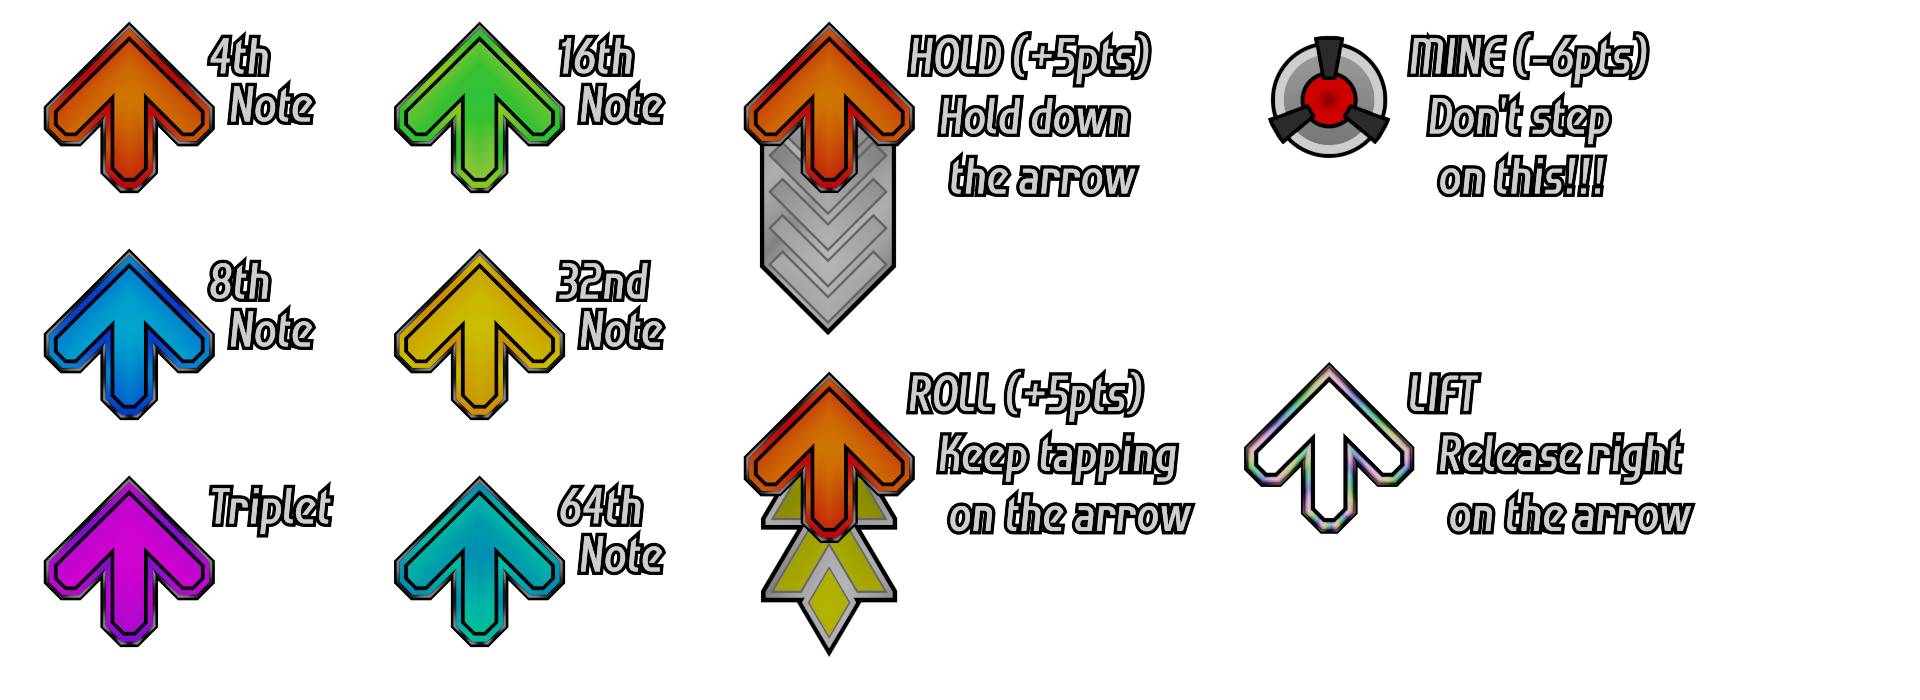 4th
Note
8th
Note
Triplet
16th
Note
32nd
Note
64th
Note
HOLD (+5pts)
Hold down
the arrow
ROLL (+5pts)
Keep tapping
on the arrow
MINE (-6pts)
Don't step
on this!!!
LIFT
Release right
on the arrow